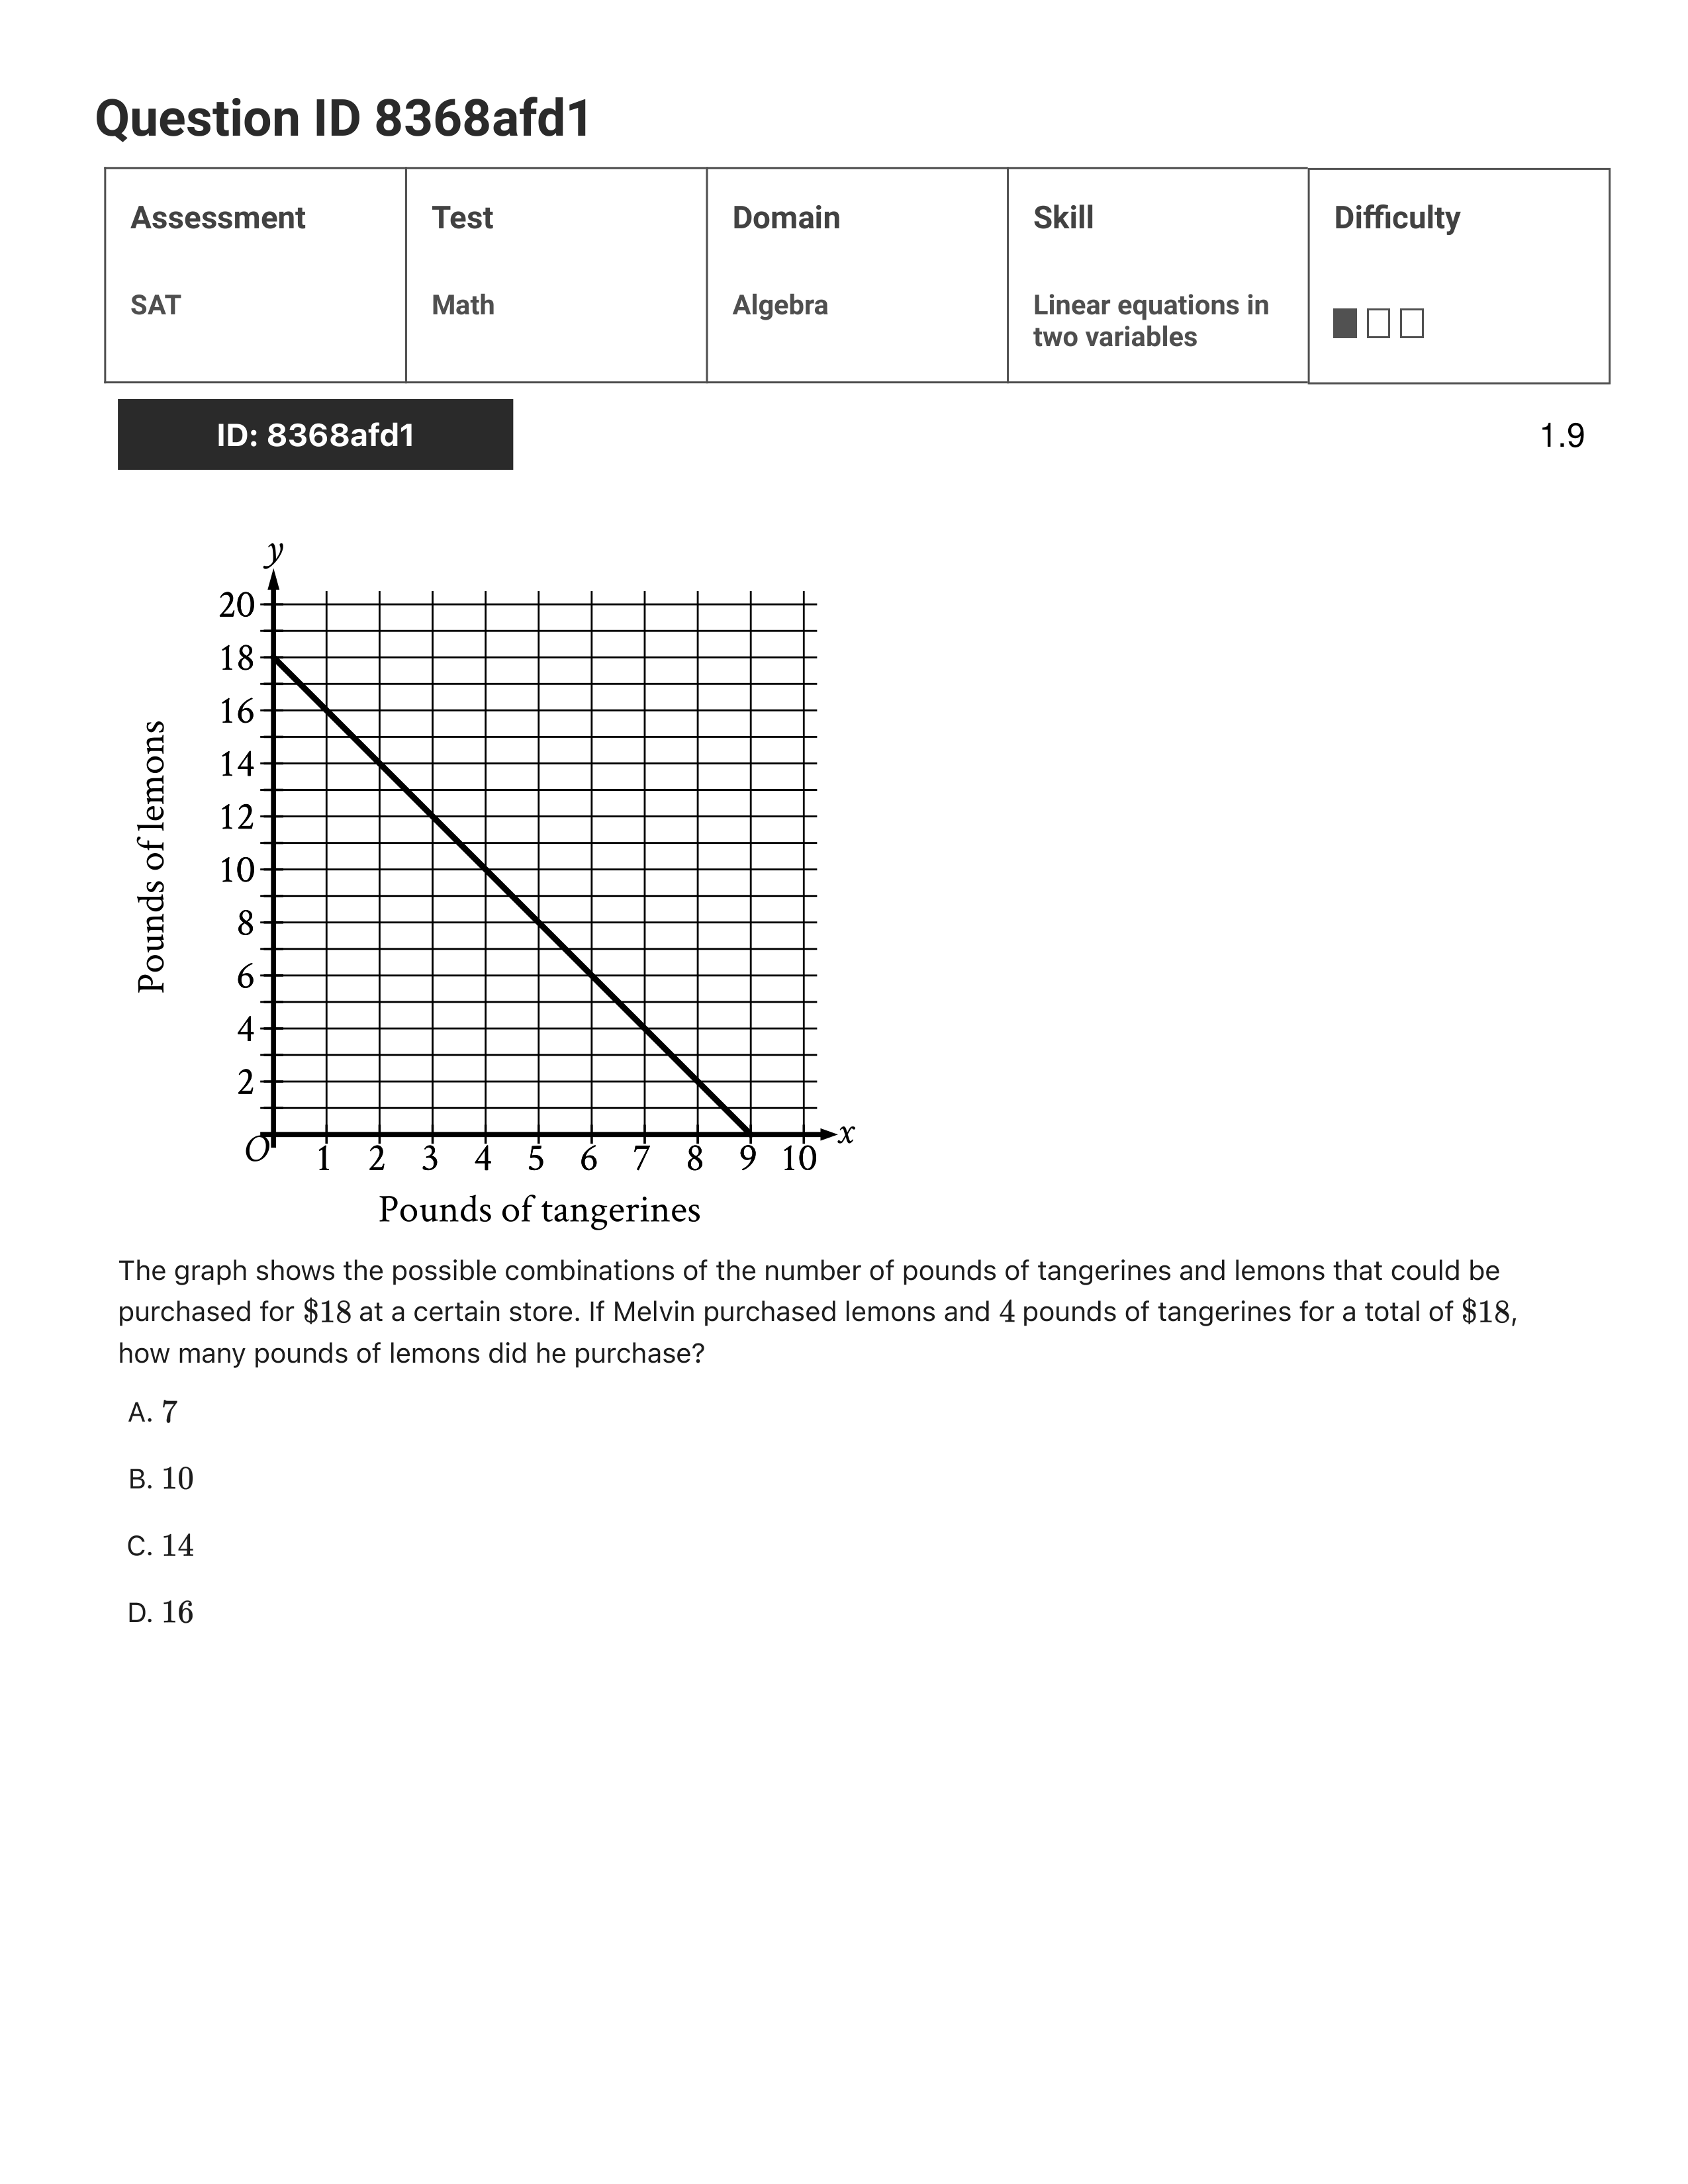 Question ID 8368afd1
Assessment Test Domain Skill Difficulty
SAT Math Algebra Linear equations in
two variables
ID: 8368afd1 1.9
y
20
18
16
14
12
10
8
6
4
2
Pounds of lemons
O 1 2 3 4 5 6 7 8 9 10 x
Pounds of tangerines
The graph shows the possible combinations of the number of pounds of tangerines and lemons that could be
purchased for $18 at a certain store. If Melvin purchased lemons and 4 pounds of tangerines for a total of $18,
how many pounds of lemons did he purchase?
A. 7
B. 10
C. 14
D. 16